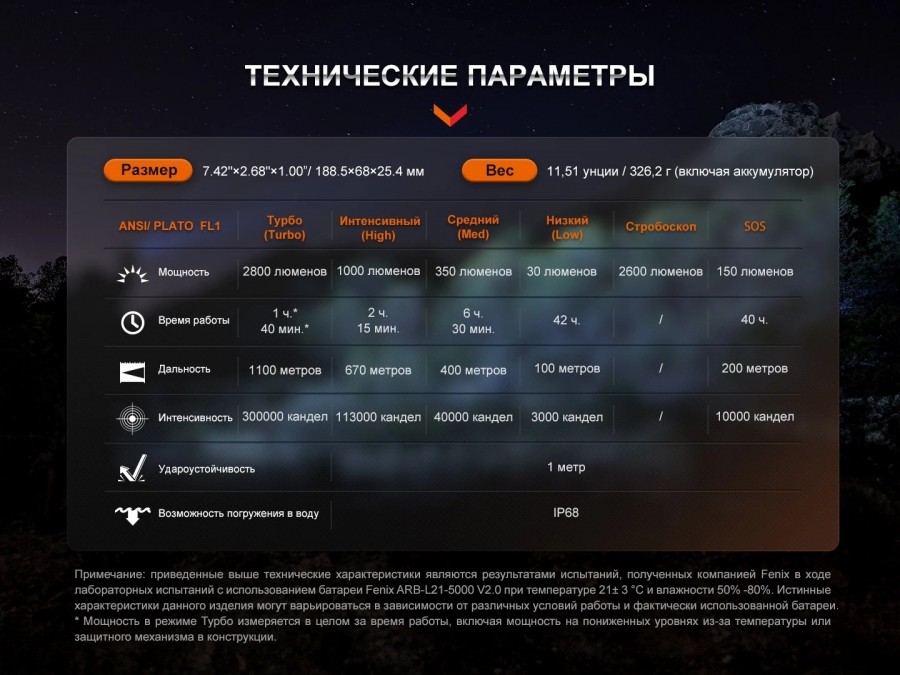 ТЕХНИЧЕСКИЕ ПАРАМЕТРЫ
Размер 7.42"×2.68"×1.00"/ 188.5×68×25.4 мм Вес 11,51 унции / 326,2 г (включая аккумулятор)
ANSI/ PLATO FL1 Турбо (Turbo) Интенсивный (High) Средний (Med) Низкий (Low) Стробоскоп SOS
Мощность 2800 люменов 1000 люменов 350 люменов 30 люменов 2600 люменов 150 люменов
Время работы 1 ч.* 40 мин.* 2 ч. 15 мин. 6 ч. 30 мин. 42 ч. / 40 ч.
Дальность 1100 метров 670 метров 400 метров 100 метров / 200 метров
Интенсивность 300000 кандел 113000 кандел 40000 кандел 3000 кандел / 10000 кандел
Удароустойчивость 1 метр
Возможность погружения в воду IP68
Примечание: приведенные выше технические характеристики являются результатами испытаний, полученных компанией Fenix в ходе
лабораторных испытаний с использованием батареи Fenix ARB-L21-5000 V2.0 при температуре 21± 3 °C и влажности 50% -80%. Истинные
характеристики данного изделия могут варьироваться в зависимости от различных условий работы и фактически использованной батареи.
* Мощность в режиме Турбо измеряется в целом за время работы, включая мощность на пониженных уровнях из-за температуры или
защитного механизма в конструкции.